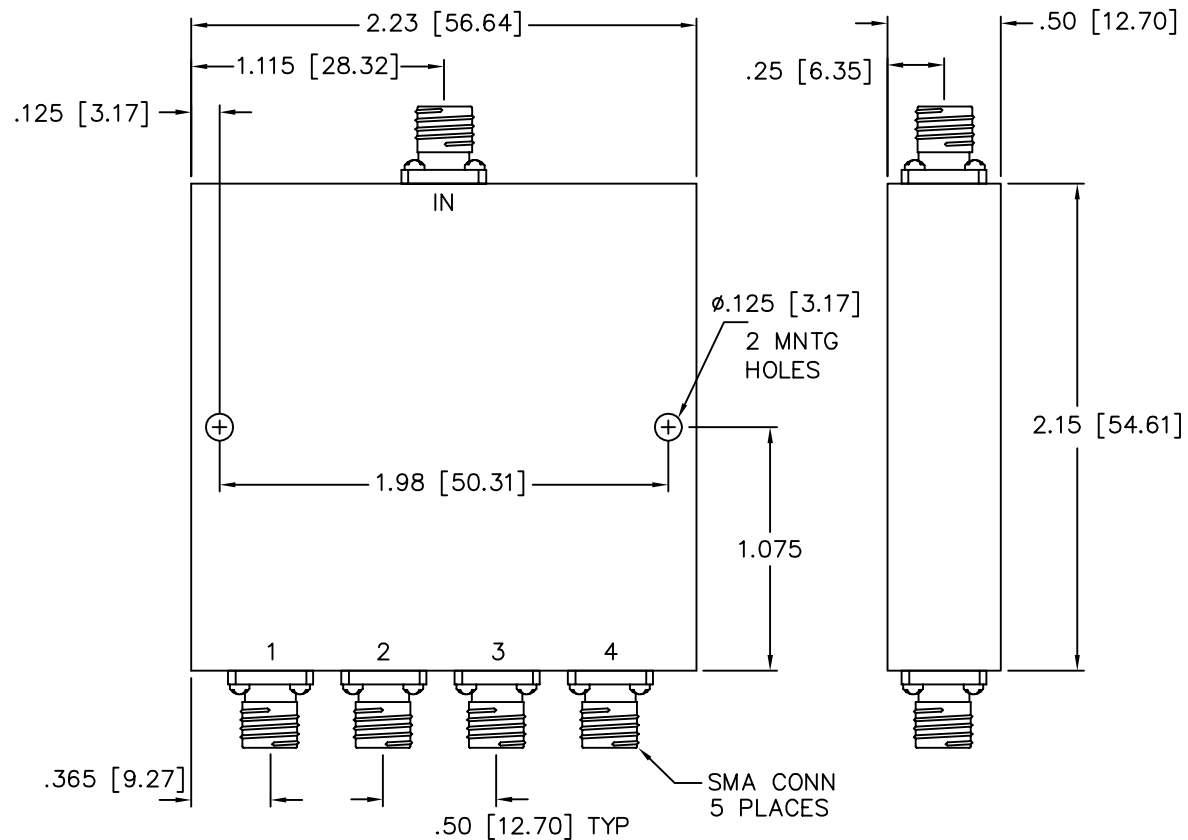 2.23 [56.64]
.50 [12.70]
1.115 [28.32]
.25 [6.35]
.125 [3.17]
IN
ø.125 [3.17]
2 MNTG
HOLES
2.15 [54.61]
1.98 [50.31]
1.075
1 2 3 4
.365 [9.27]
SMA CONN
5 PLACES
.50 [12.70] TYP